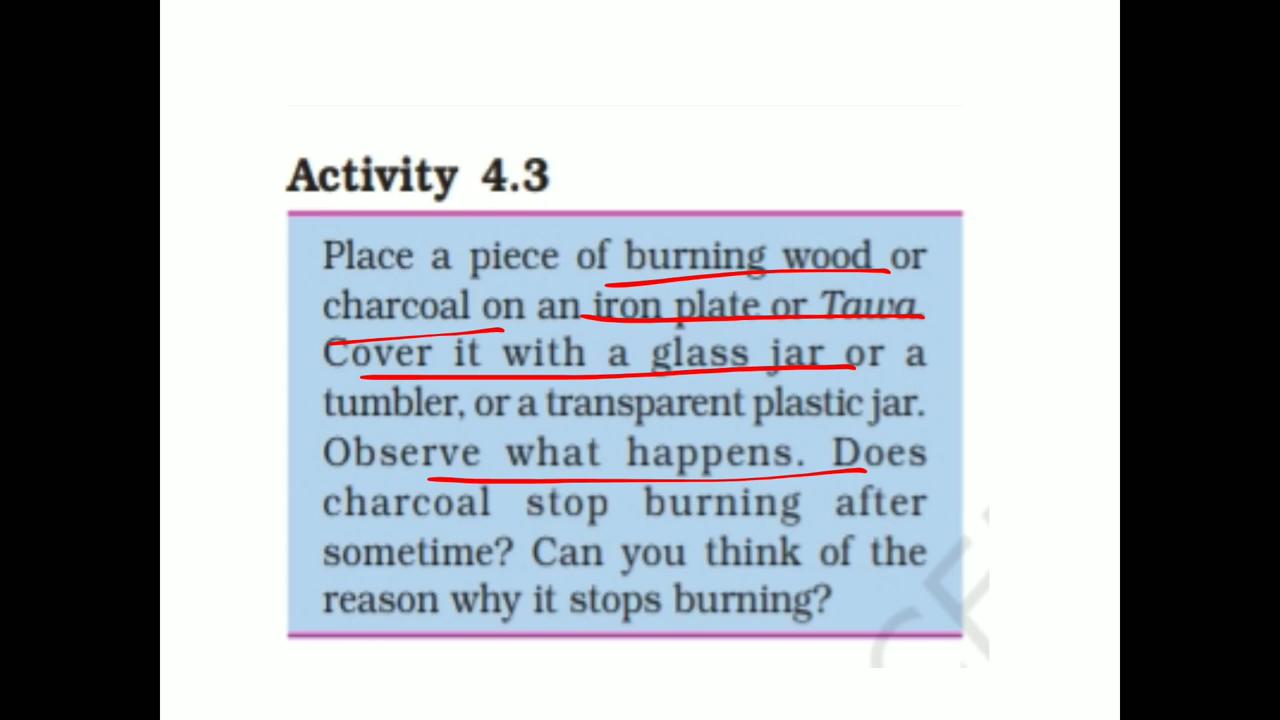 Activity 4.3
Place a piece of burning wood or
charcoal on an iron plate or Tawa.
Cover it with a glass jar or a
tumbler, or a transparent plastic jar.
Observe what happens. Does
charcoal stop burning after
sometime? Can you think of the
reason why it stops burning?